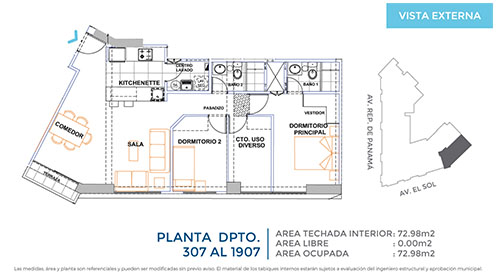 VISTA EXTERNA
KITCHENETTE
CENTRO
LAVADO
BAÑO 2
BAÑO 1
PASADIZO
VESTIDOR
COMEDOR
SALA
DORMITORIO 2
CTO. USO
DIVERSO
DORMITORIO
PRINCIPAL
TERRAZA
AV. REP. DE PANAMÁ
AV. EL SOL
PLANTA DPTO.
307 AL 1907
AREA TECHADA INTERIOR: 72.98m2
AREA LIBRE : 0.00m2
AREA OCUPADA : 72.98m2
Las medidas, área y planta son referenciales y pueden ser modificadas sin previo aviso. El material de los tabiques internos estarán sujetos a evaluación del ingeniero estructural y aprobación municipal.